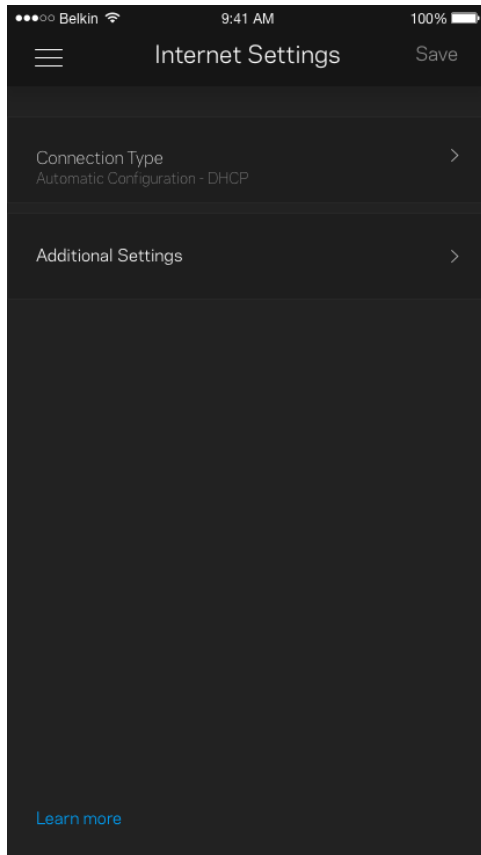 Belkin 9:41 AM 100%
Internet Settings Save
Connection Type
Automatic Configuration - DHCP
Additional Settings
Learn more